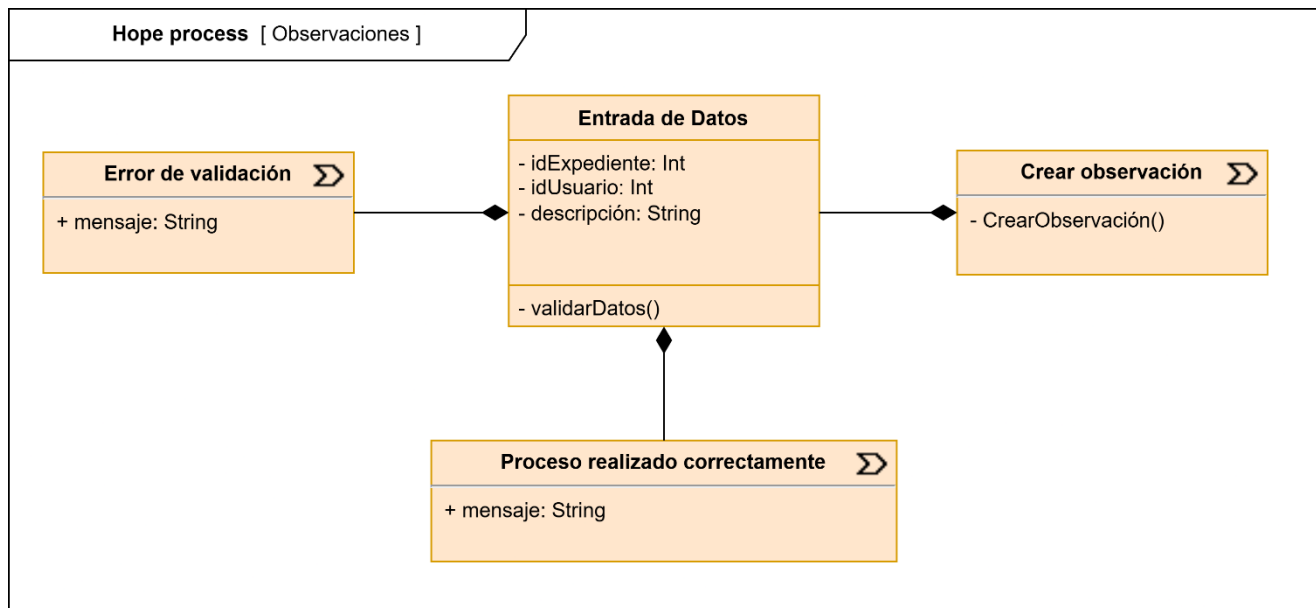 Hope process [ Observaciones ]
Entrada de Datos
- idExpediente: Int
- idUsuario: Int
- descripción: String
- validarDatos()
Error de validación
+ mensaje: String
Crear observación
- CrearObservación()
Proceso realizado correctamente
+ mensaje: String